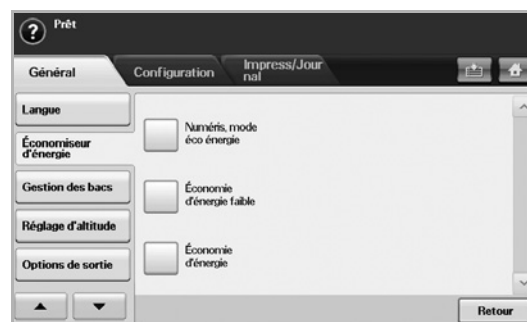 ?
Prêt
Général
Configuration
Impress/Jour
nal
Langue
Économiseur
d'énergie
Gestion des bacs
Réglage d'altitude
Options de sortie
Numéris, mode
éco énergie
Économie
d'énergie faible
Économie
d'énergie
Retour